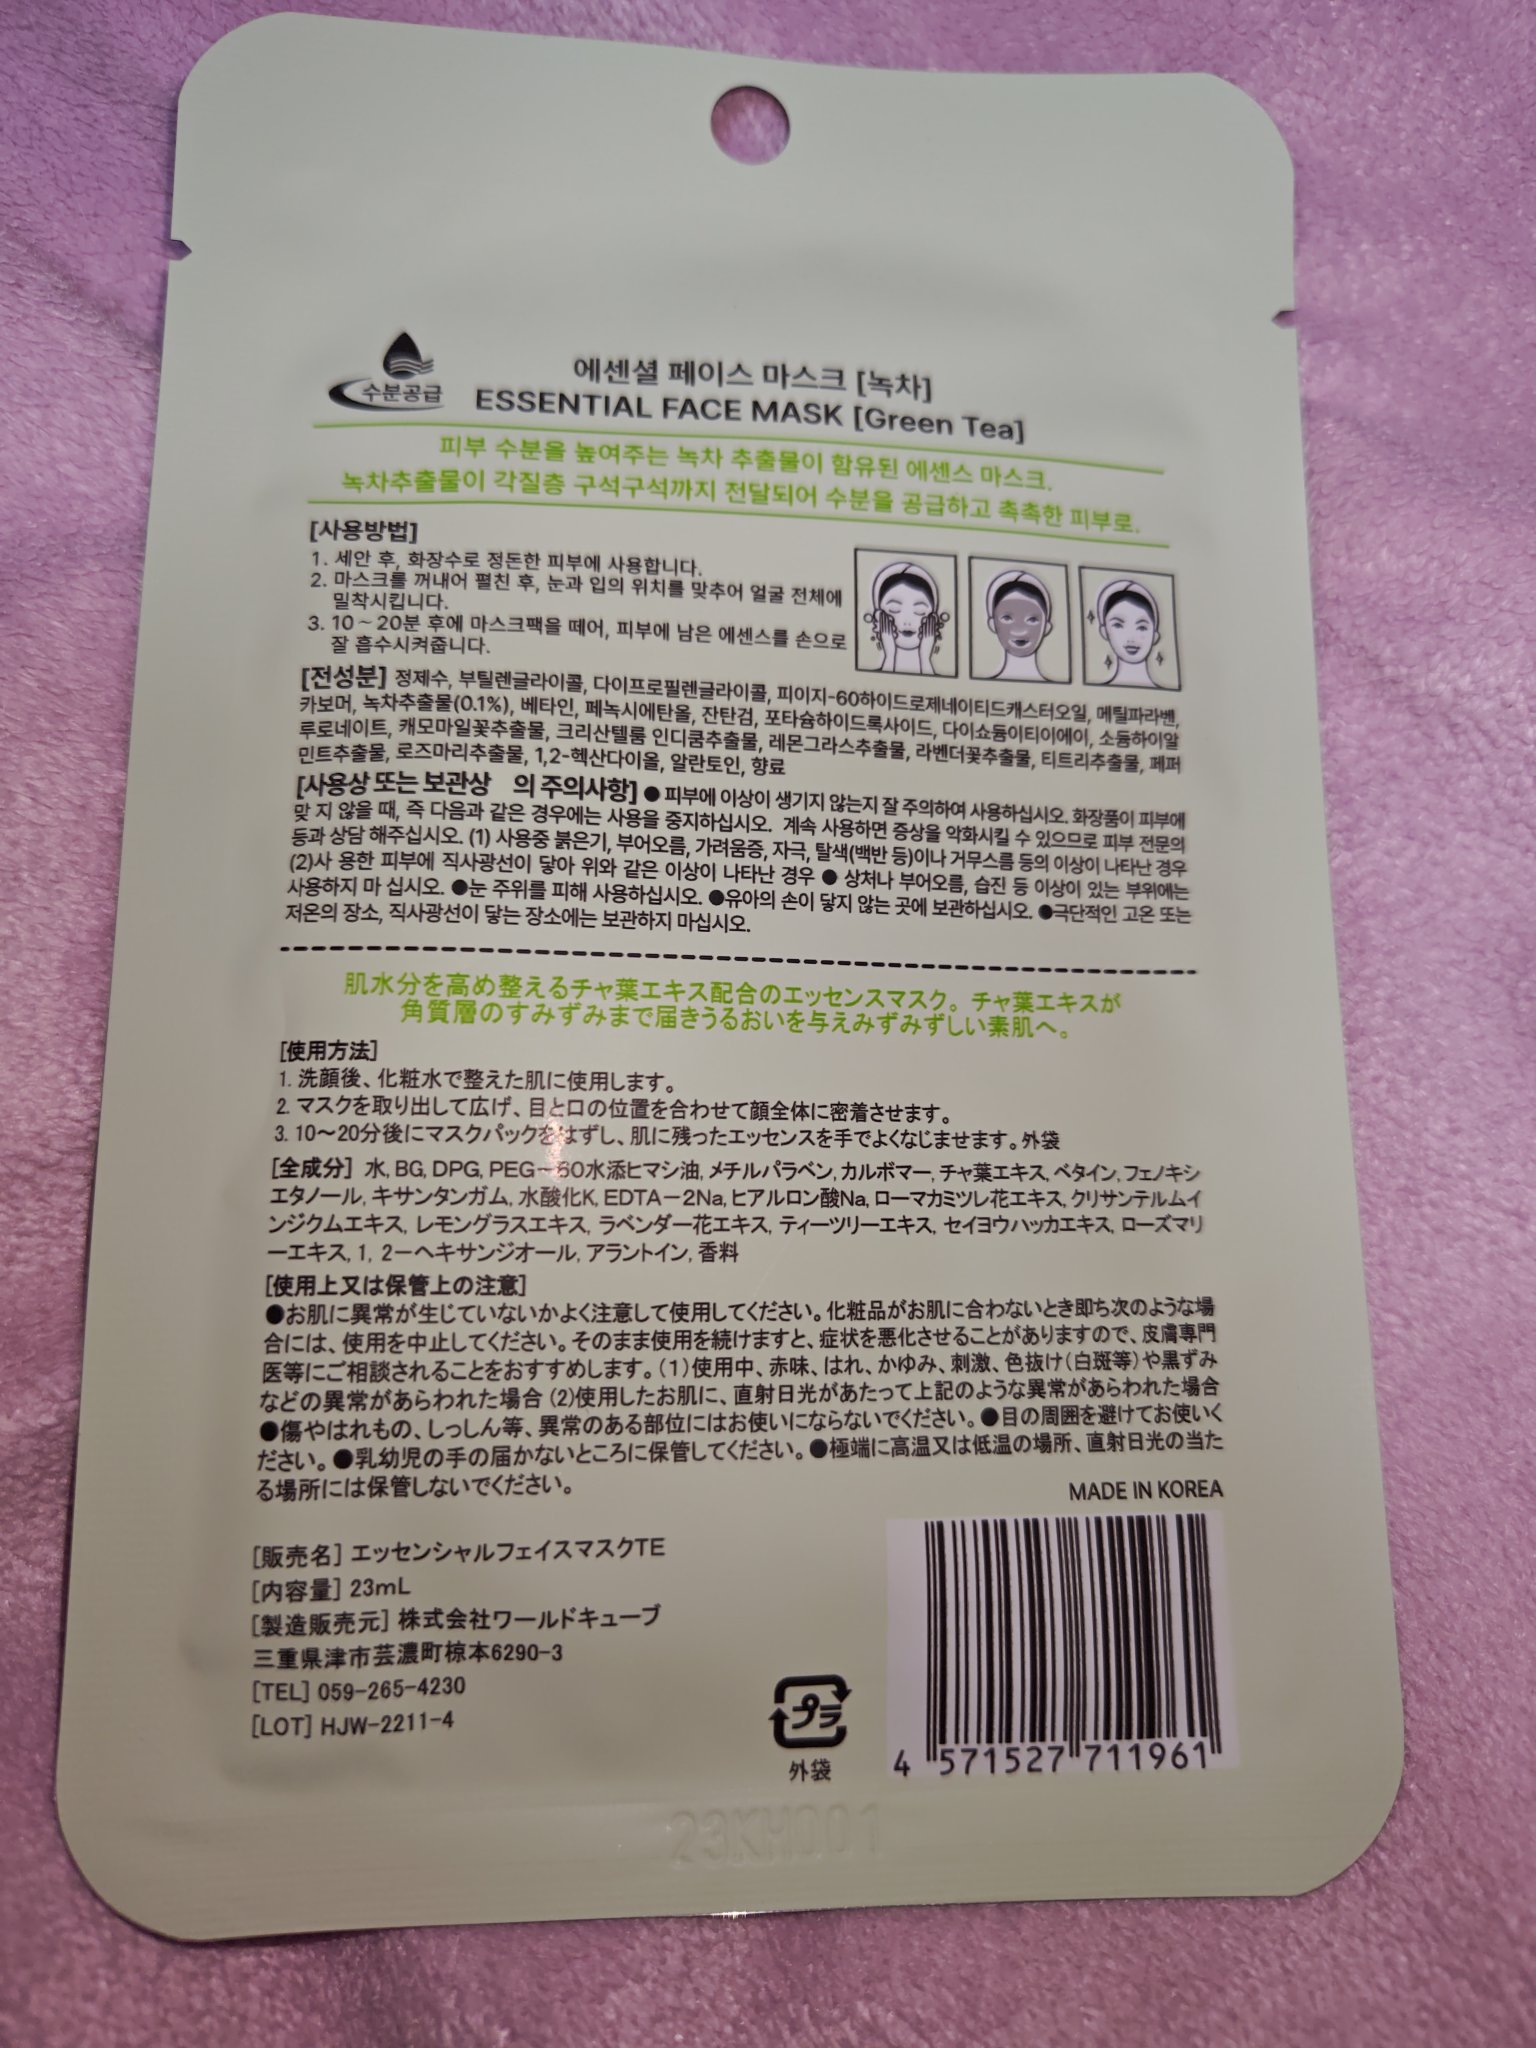 수분공급
에센셜 페이스 마스크 [녹차]
ESSENTIAL FACE MASK [Green Tea]
피부 수분을 높여주는 녹차 추출물이 함유된 에센스 마스크.
녹차추출물이 각질층 구석구석까지 전달되어 수분을 공급하고 촉촉한 피부로.
[사용방법]
1. 세안 후, 화장수로 정돈한 피부에 사용합니다.
2. 마스크를 꺼내어 펼친 후, 눈과 입의 위치를 맞추어 얼굴 전체에
밀착시킵니다.
3. 10~20분 후에 마스크팩을 떼어, 피부에 남은 에센스를 손으로
잘 흡수시켜줍니다.
[전성분] 정제수, 부틸렌글라이콜, 다이프로필렌글라이콜, 피이지-60하이드로제네이티드캐스터오일, 메틸파라벤,
카보머, 녹차추출물(0.1%), 베타인, 페녹시에탄올, 잔탄검, 포타슘하이드록사이드, 다이소듐이티이에이, 소듐하이알
루로네이트, 캐모마일꽃추출물, 크리산텔룸 인디쿰추출물, 레몬그라스추출물, 라벤더꽃추출물, 티트리추출물, 페퍼
민트추출물, 로즈마리추출물, 1,2-헥산다이올, 알란토인, 향료
[사용상 또는 보관상 의 주의사항] ● 피부에 이상이 생기지 않는지 잘 주의하여 사용하십시오. 화장품이 피부에
맞 지 않을 때, 즉 다음과 같은 경우에는 사용을 중지하십시오. 계속 사용하면 증상을 악화시킬 수 있으므로 피부 전문의
등과 상담 해주십시오. (1) 사용중 붉은기, 부어오름, 가려움증, 자극, 탈색(백반 등)이나 거무스름 등의 이상이 나타난 경우
(2)사 용한 피부에 직사광선이 닿아 위와 같은 이상이 나타난 경우 ● 상처나 부어오름, 습진 등 이상이 있는 부위에는
사용하지 마 십시오. ●눈 주위를 피해 사용하십시오. ●유아의 손이 닿지 않는 곳에 보관하십시오. ●극단적인 고온 또는
저온의 장소, 직사광선이 닿는 장소에는 보관하지 마십시오.
肌水分を高め整えるチャ葉エキス配合のエッセンスマスク。チャ葉エキスが
角質層のすみずみまで届きうるおいを与えみずみずしい素肌へ。
[使用方法]
1. 洗顔後、化粧水で整えた肌に使用します。
2. マスクを取り出して広げ、目と口の位置を合わせて顔全体に密着させます。
3. 10〜20分後にマスクパックをはずし、肌に残ったエッセンスを手でよくなじませます。外袋
[全成分] 水, BG, DPG, PEG－60水添ヒマシ油, メチルパラベン, カルボマー, チャ葉エキス, ベタイン, フェノキシ
エタノール, キサンタンガム, 水酸化K, EDTA－2Na, ヒアルロン酸Na, ローマカミツレ花エキス, クリサンテルムイ
ンジクムエキス, レモングラスエキス, ラベンダー花エキス, ティーツリーエキス, セイヨウハッカエキス, ローズマリ
ーエキス, 1, 2－ヘキサンジオール, アラントイン, 香料
[使用上又は保管上の注意]
●お肌に異常が生じていないかよく注意して使用してください。化粧品がお肌に合わないとき即ち次のような場
合には、使用を中止してください。そのまま使用を続けますと、症状を悪化させることがありますので、皮膚専門
医等にご相談されることをおすすめします。(1)使用中、赤味、はれ、かゆみ、刺激、色抜け(白斑等)や黒ずみ
などの異常があらわれた場合 (2)使用したお肌に、直射日光があたって上記のような異常があらわれた場合
●傷やはれもの、しっしん等、異常のある部位にはお使いにならないでください。●目の周囲を避けてお使いく
ださい。●乳幼児の手の届かないところに保管してください。●極端に高温又は低温の場所、直射日光の当た
る場所には保管しないでください。
MADE IN KOREA
[販売名] エッセンシャルフェイスマスクTE
[内容量] 23mL
[製造販売元] 株式会社ワールドキューブ
三重県津市芸濃町椋本6290-3
[TEL] 059-265-4230
[LOT] HJW-2211-4
プラ
外袋
4 571527 711961
23KH001